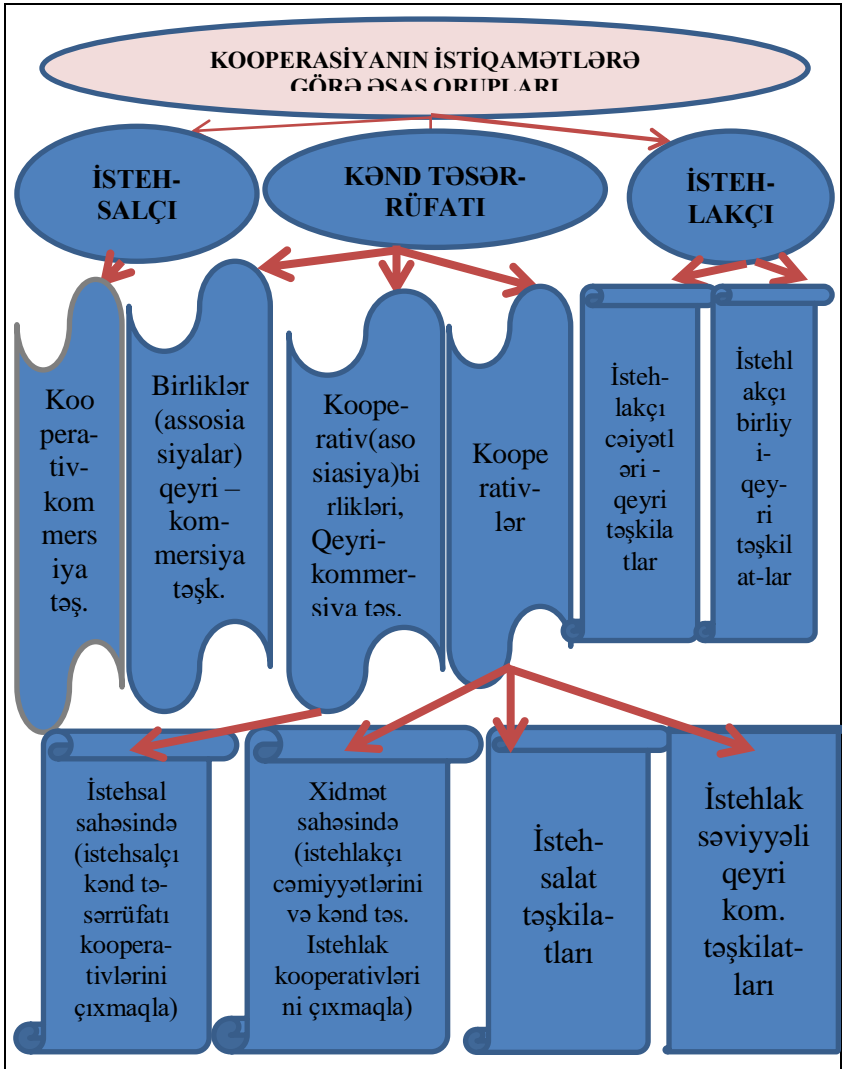 KOOPERASİYANIN İSTİQAMƏTLƏRƏ
GÖRƏ ƏSAS QRUPLARI
İSTEH-
SALÇI
KƏND TƏSƏR-
RÜFATI
İSTEH-
LAKÇI
Koo
pera-
tiv-
kom
mers
iya
təş.
Birliklər
(assosia
siyalar)
qeyri –
kom-
mersiya
təşk.
Koope-
rativ(aso
siasiya)bi
rlikləri,
Qeyri-
kommer-
siya təş.
Koope
rativ-
lər
İsteh-
lakçı
cəiyətl
əri -
qeyri
təşkila
tlar
İstehl
akçı
birliy
i-
qey-
ri
təşkil
at-lar
İstehsal
sahəsində
(istehsalçı
kənd tə-
sərrüfatı
koopera-
tivlərini
çıxmaqla)
Xidmət
sahəsində
(istehlakçı
cəmiyyətlərini
və kənd təs.
Istehlak
kooperativləri
ni çıxmaqla)
İsteh-
salat
təşkila-
tları
İstehlak
səviyyəli
qeyri
kom.
təşkilat-
ları